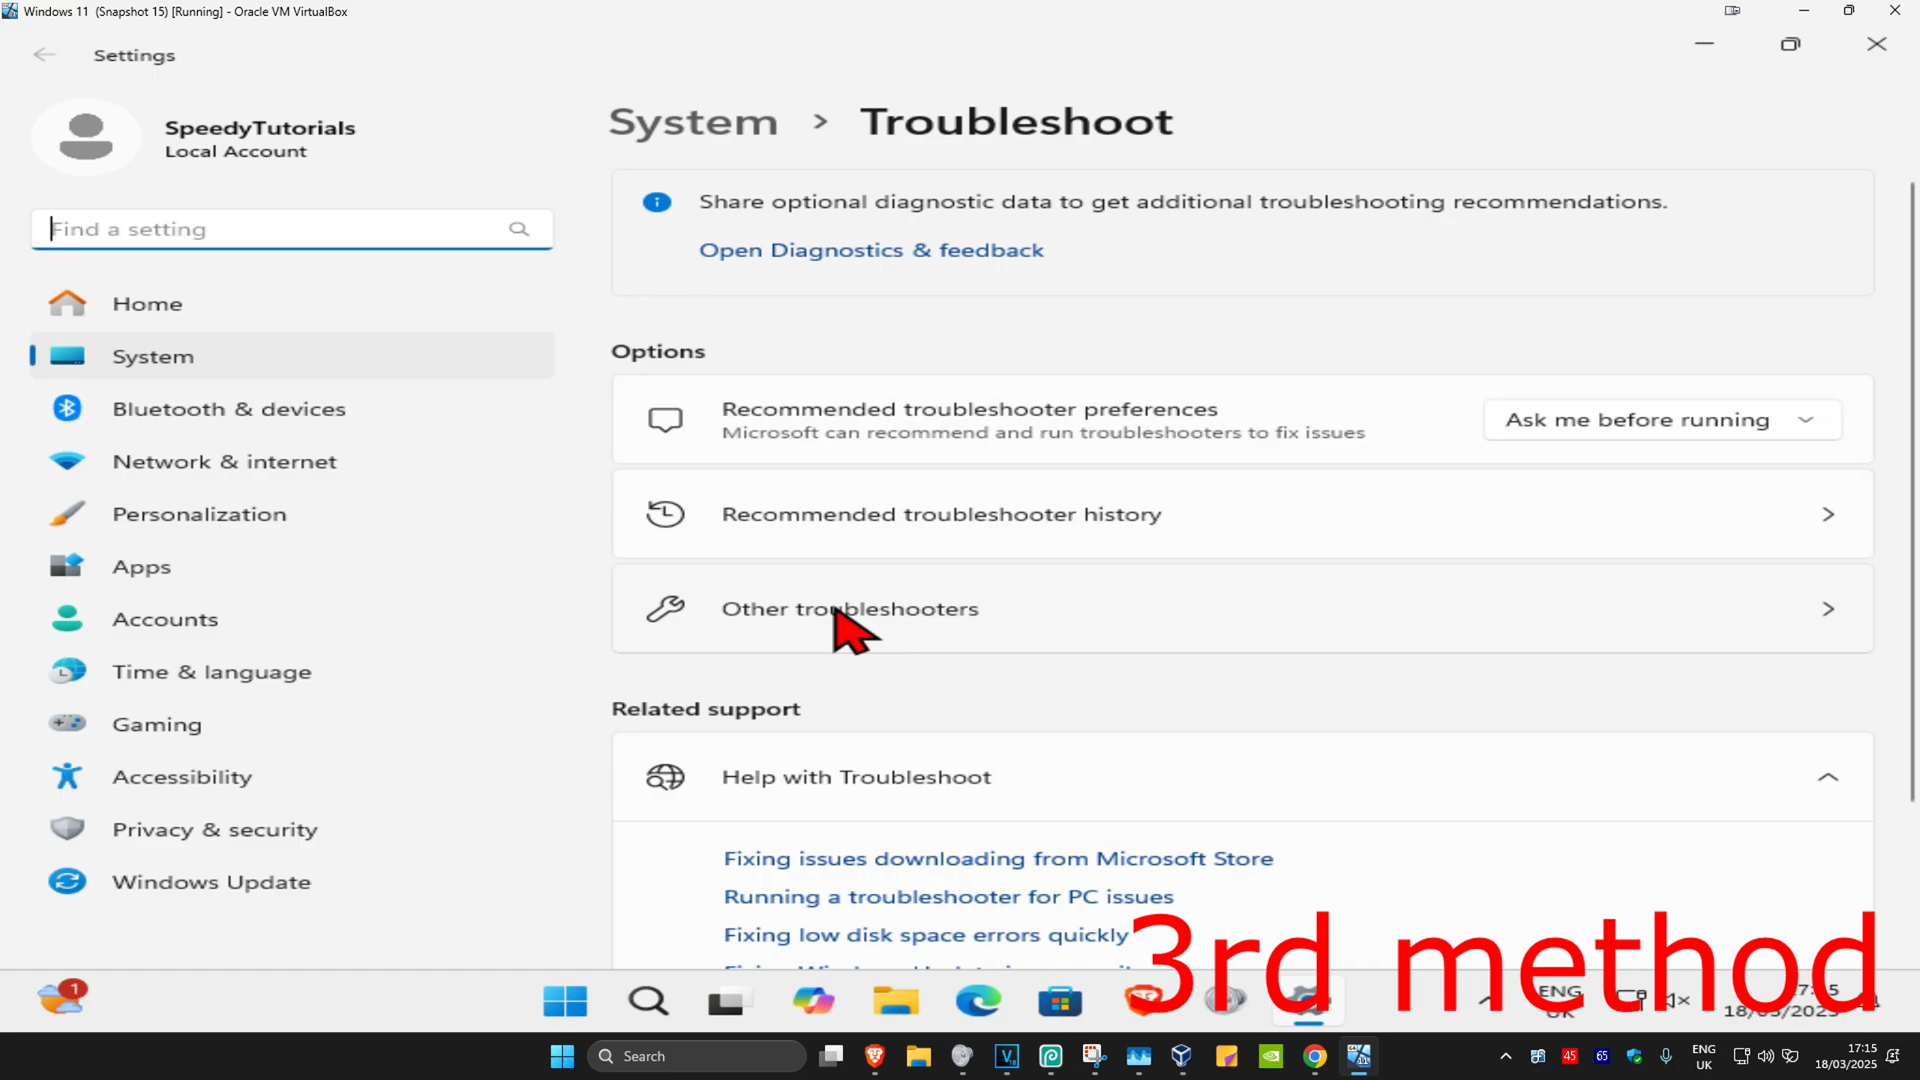 Windows 11 (Snapshot 15) [Running] - Oracle VM VirtualBox
Settings
SpeedyTutorials
Local Account
Find a setting
Home
System
Bluetooth & devices
Network & internet
Personalization
Apps
Accounts
Time & language
Gaming
Accessibility
Privacy & security
Windows Update
System > Troubleshoot
Share optional diagnostic data to get additional troubleshooting recommendations.
Open Diagnostics & feedback
Options
Recommended troubleshooter preferences
Microsoft can recommend and run troubleshooters to fix issues
Ask me before running
Recommended troubleshooter history
Other troubleshooters
Related support
Help with Troubleshoot
Fixing issues downloading from Microsoft Store
Running a troubleshooter for PC issues
Fixing low disk space errors quickly
3rd method
1
ENG
UK
Search
45
65
ENG
UK
17:15
18/03/2025